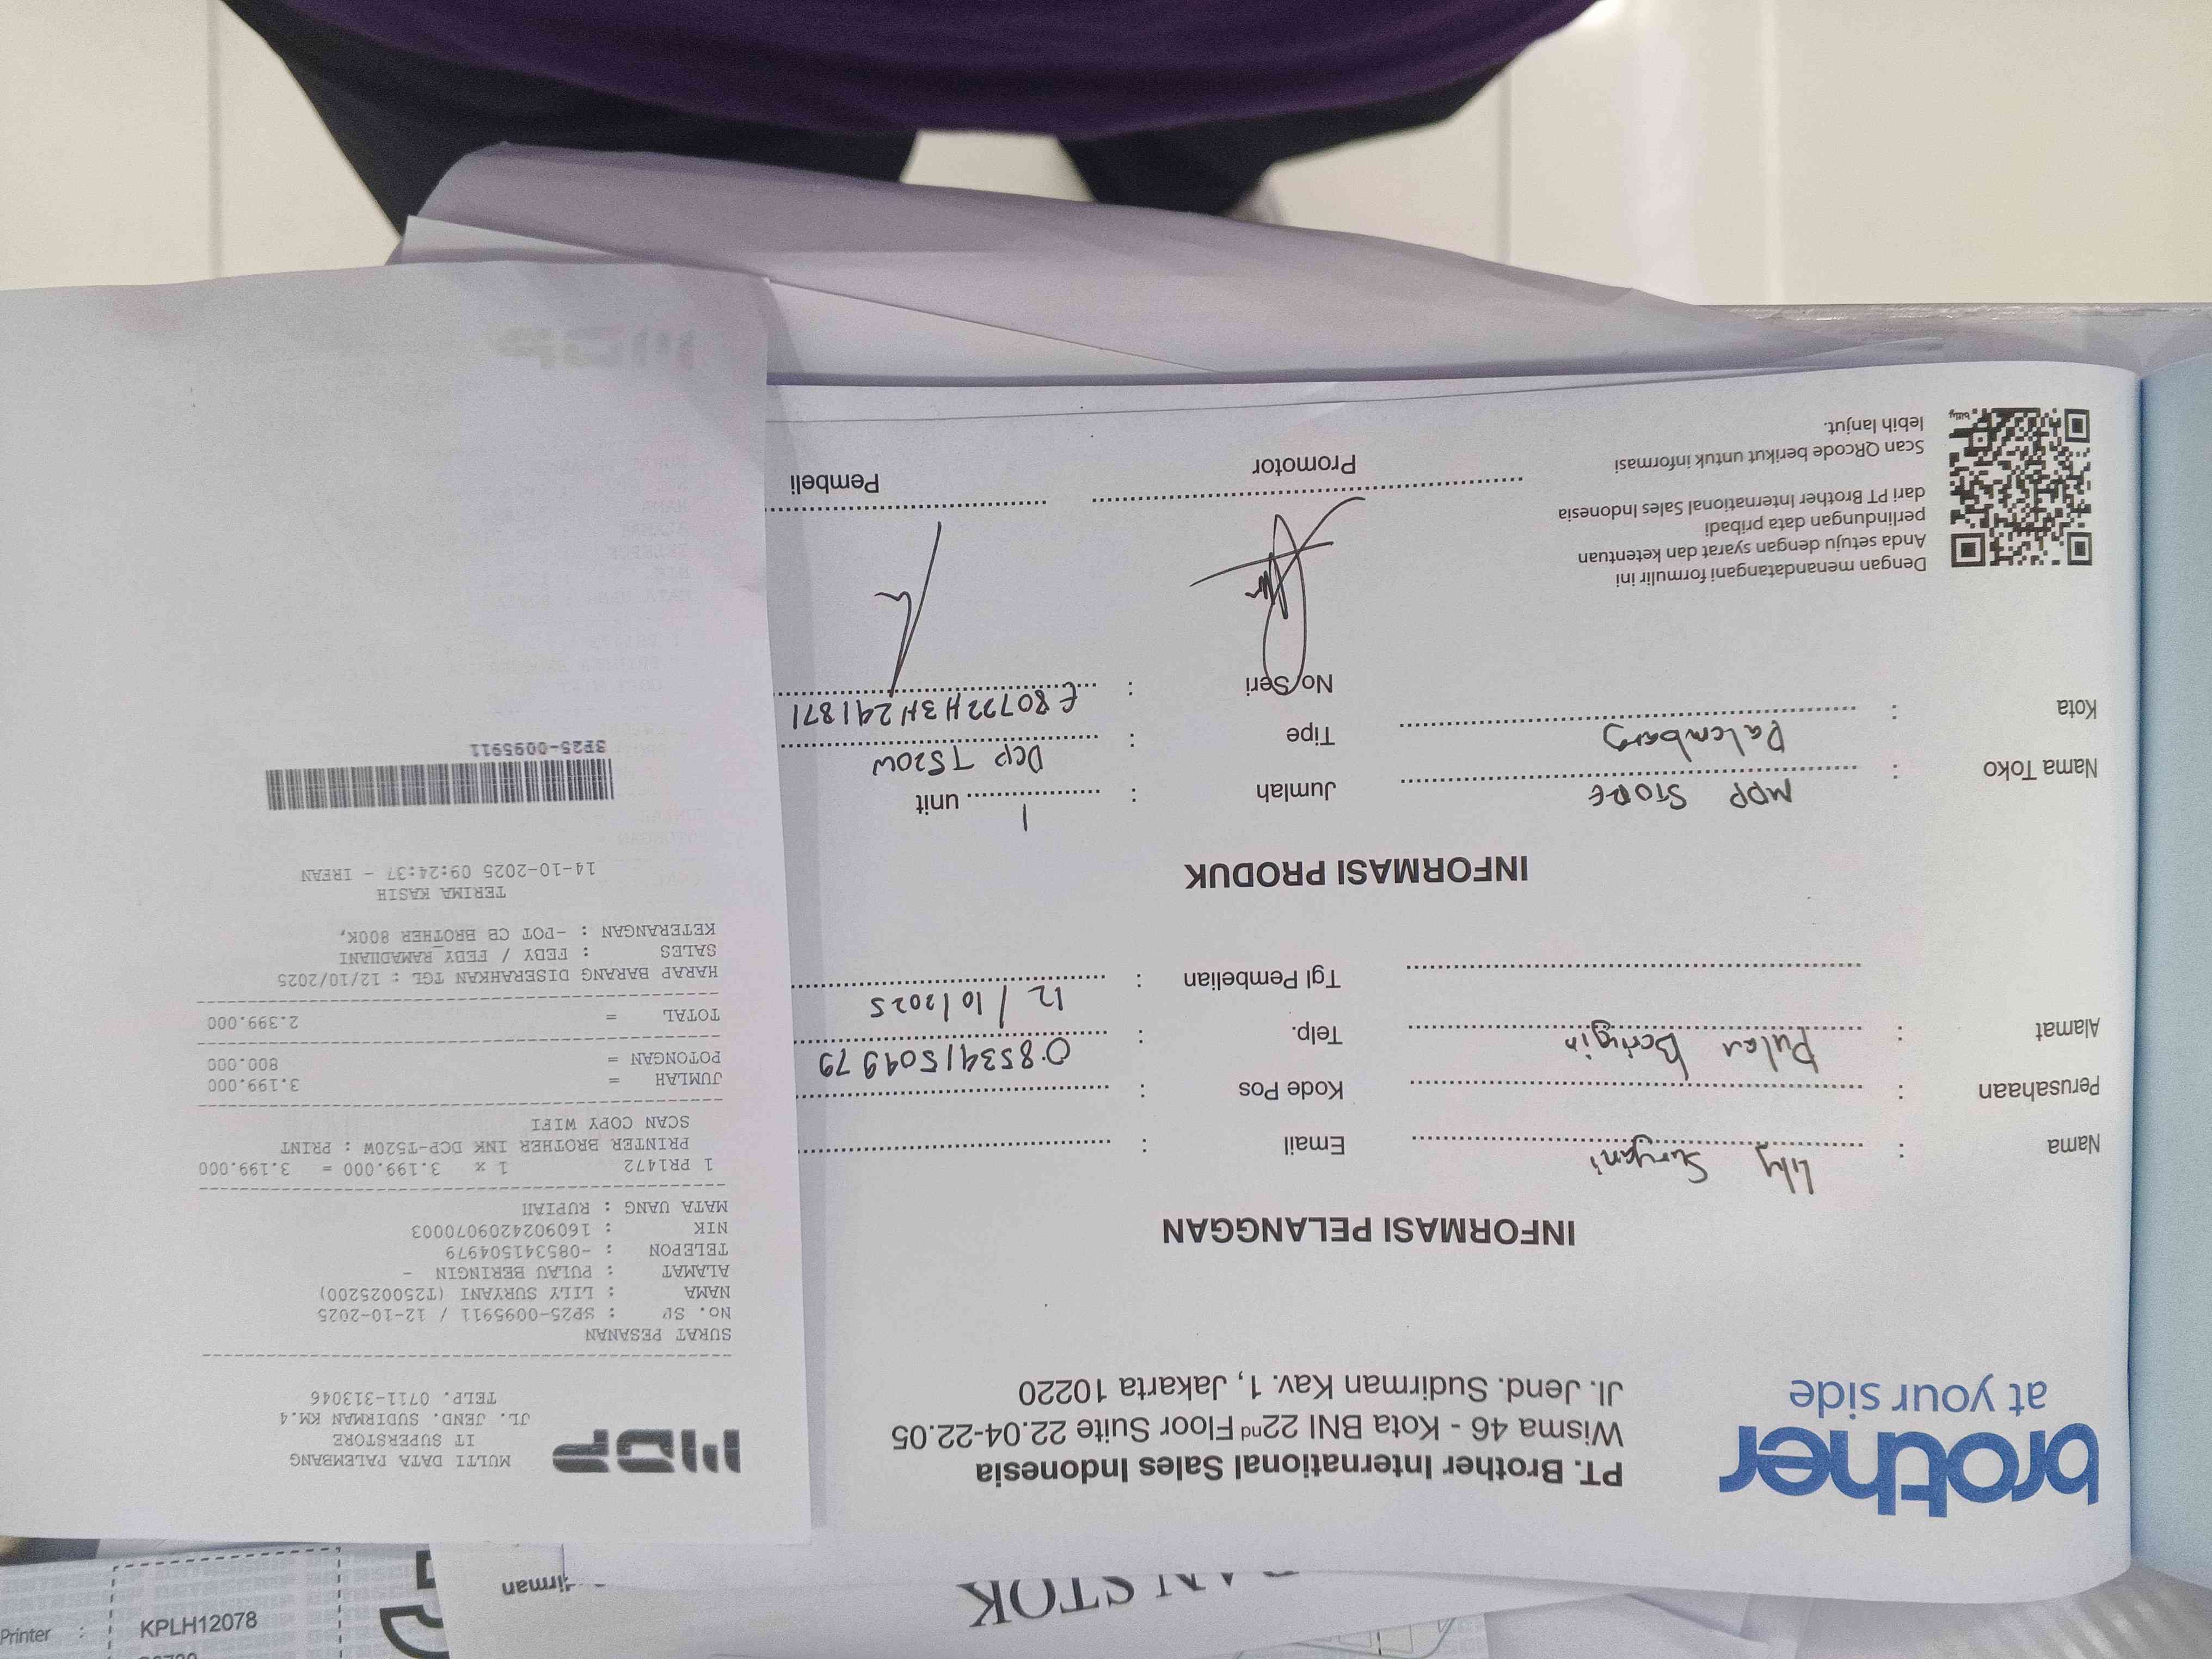 brother
at your side
PT. Brother International Sales Indonesia
Wisma 46 - Kota BNI 22nd Floor Suite 22.04-22.05
Jl. Jend. Sudirman Kav. 1, Jakarta 10220
INFORMASI PELANGGAN
Nama : Lily Suryani
Perusahaan :
Alamat : Pulau Beringin
Email :
Kode Pos :
Telp. : 085341504979
Tgl Pembelian : 12/10/2025
INFORMASI PRODUK
Nama Toko : MDP STORE
Kota : Palembang
Jumlah : 1 unit
Tipe : DCP T520W
No/Seri : E80722H3H241871
Dengan menandatangani formulir ini
Anda setuju dengan syarat dan ketentuan
perlindungan data pribadi
dari PT Brother International Sales Indonesia
Scan QRcode berikut untuk informasi
lebih lanjut.
Promotor
Pembeli
MDP
MULTI DATA PALEMBANG
IT SUPERSTORE
JL. JEND. SUDIRMAN KM.4
TELP. 0711-313046
SURAT PESANAN
No. SP : SP25-0095911 / 12-10-2025
NAMA : LILY SURYANI (T250025200)
ALAMAT : PULAU BERINGIN -
TELEPON : -085341504979
NIK : 1609024209070003
MATA UANG : RUPIAH
1 PR1472 1 x 3.199.000 = 3.199.000
PRINTER BROTHER INK DCP-T520W : PRINT
SCAN COPY WIFI
JUMLAH = 3.199.000
POTONGAN = 800.000
TOTAL = 2.399.000
HARAP BARANG DISERAHKAN TGL : 12/10/2025
SALES : FEBY / FEBY RAMADHANI
KETERANGAN : -POT CB BROTHER 800K,
TERIMA KASIH
14-10-2025 09:24:37 - IRFAN
SP25-0095911
STOK
dirman
Printer : KPLH12078